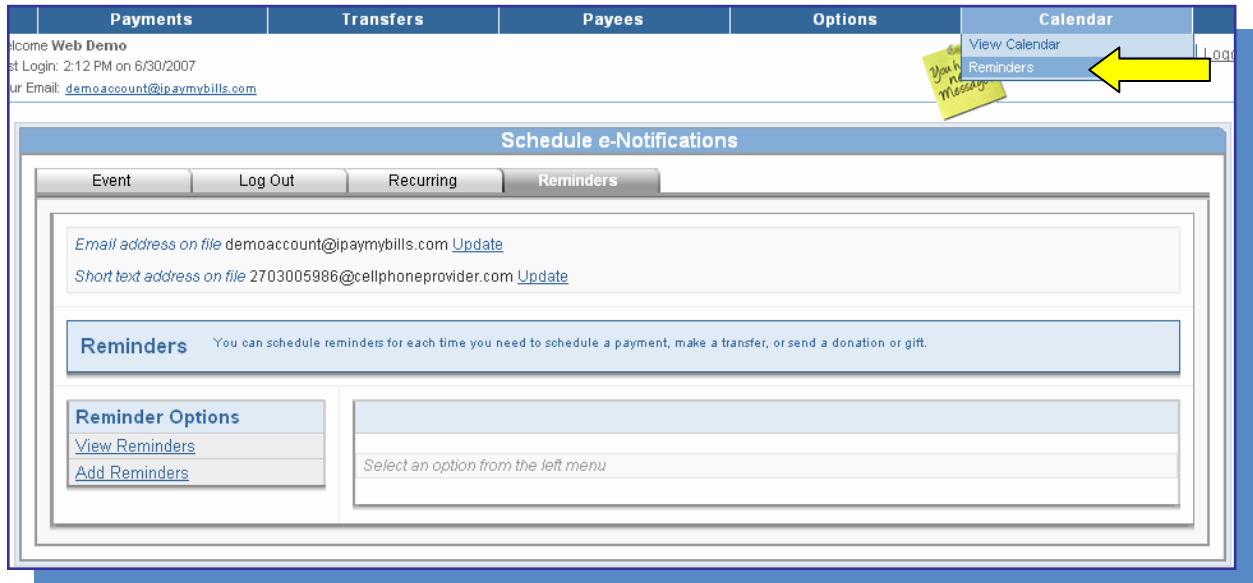 Payments Transfers Payees Options Calendar
lcome Web Demo
View Calendar
st Login: 2:12 PM on 6/30/2007
Reminders
ur Email: demoaccount@ipaymybills.com
You h
Message
Schedule e-Notifications
Event Log Out Recurring Reminders
Email address on file demoaccount@ipaymybills.com Update
Short text address on file 2703005986@cellphoneprovider.com Update
Reminders You can schedule reminders for each time you need to schedule a payment, make a transfer, or send a donation or gift.
Reminder Options
View Reminders
Add Reminders
Select an option from the left menu